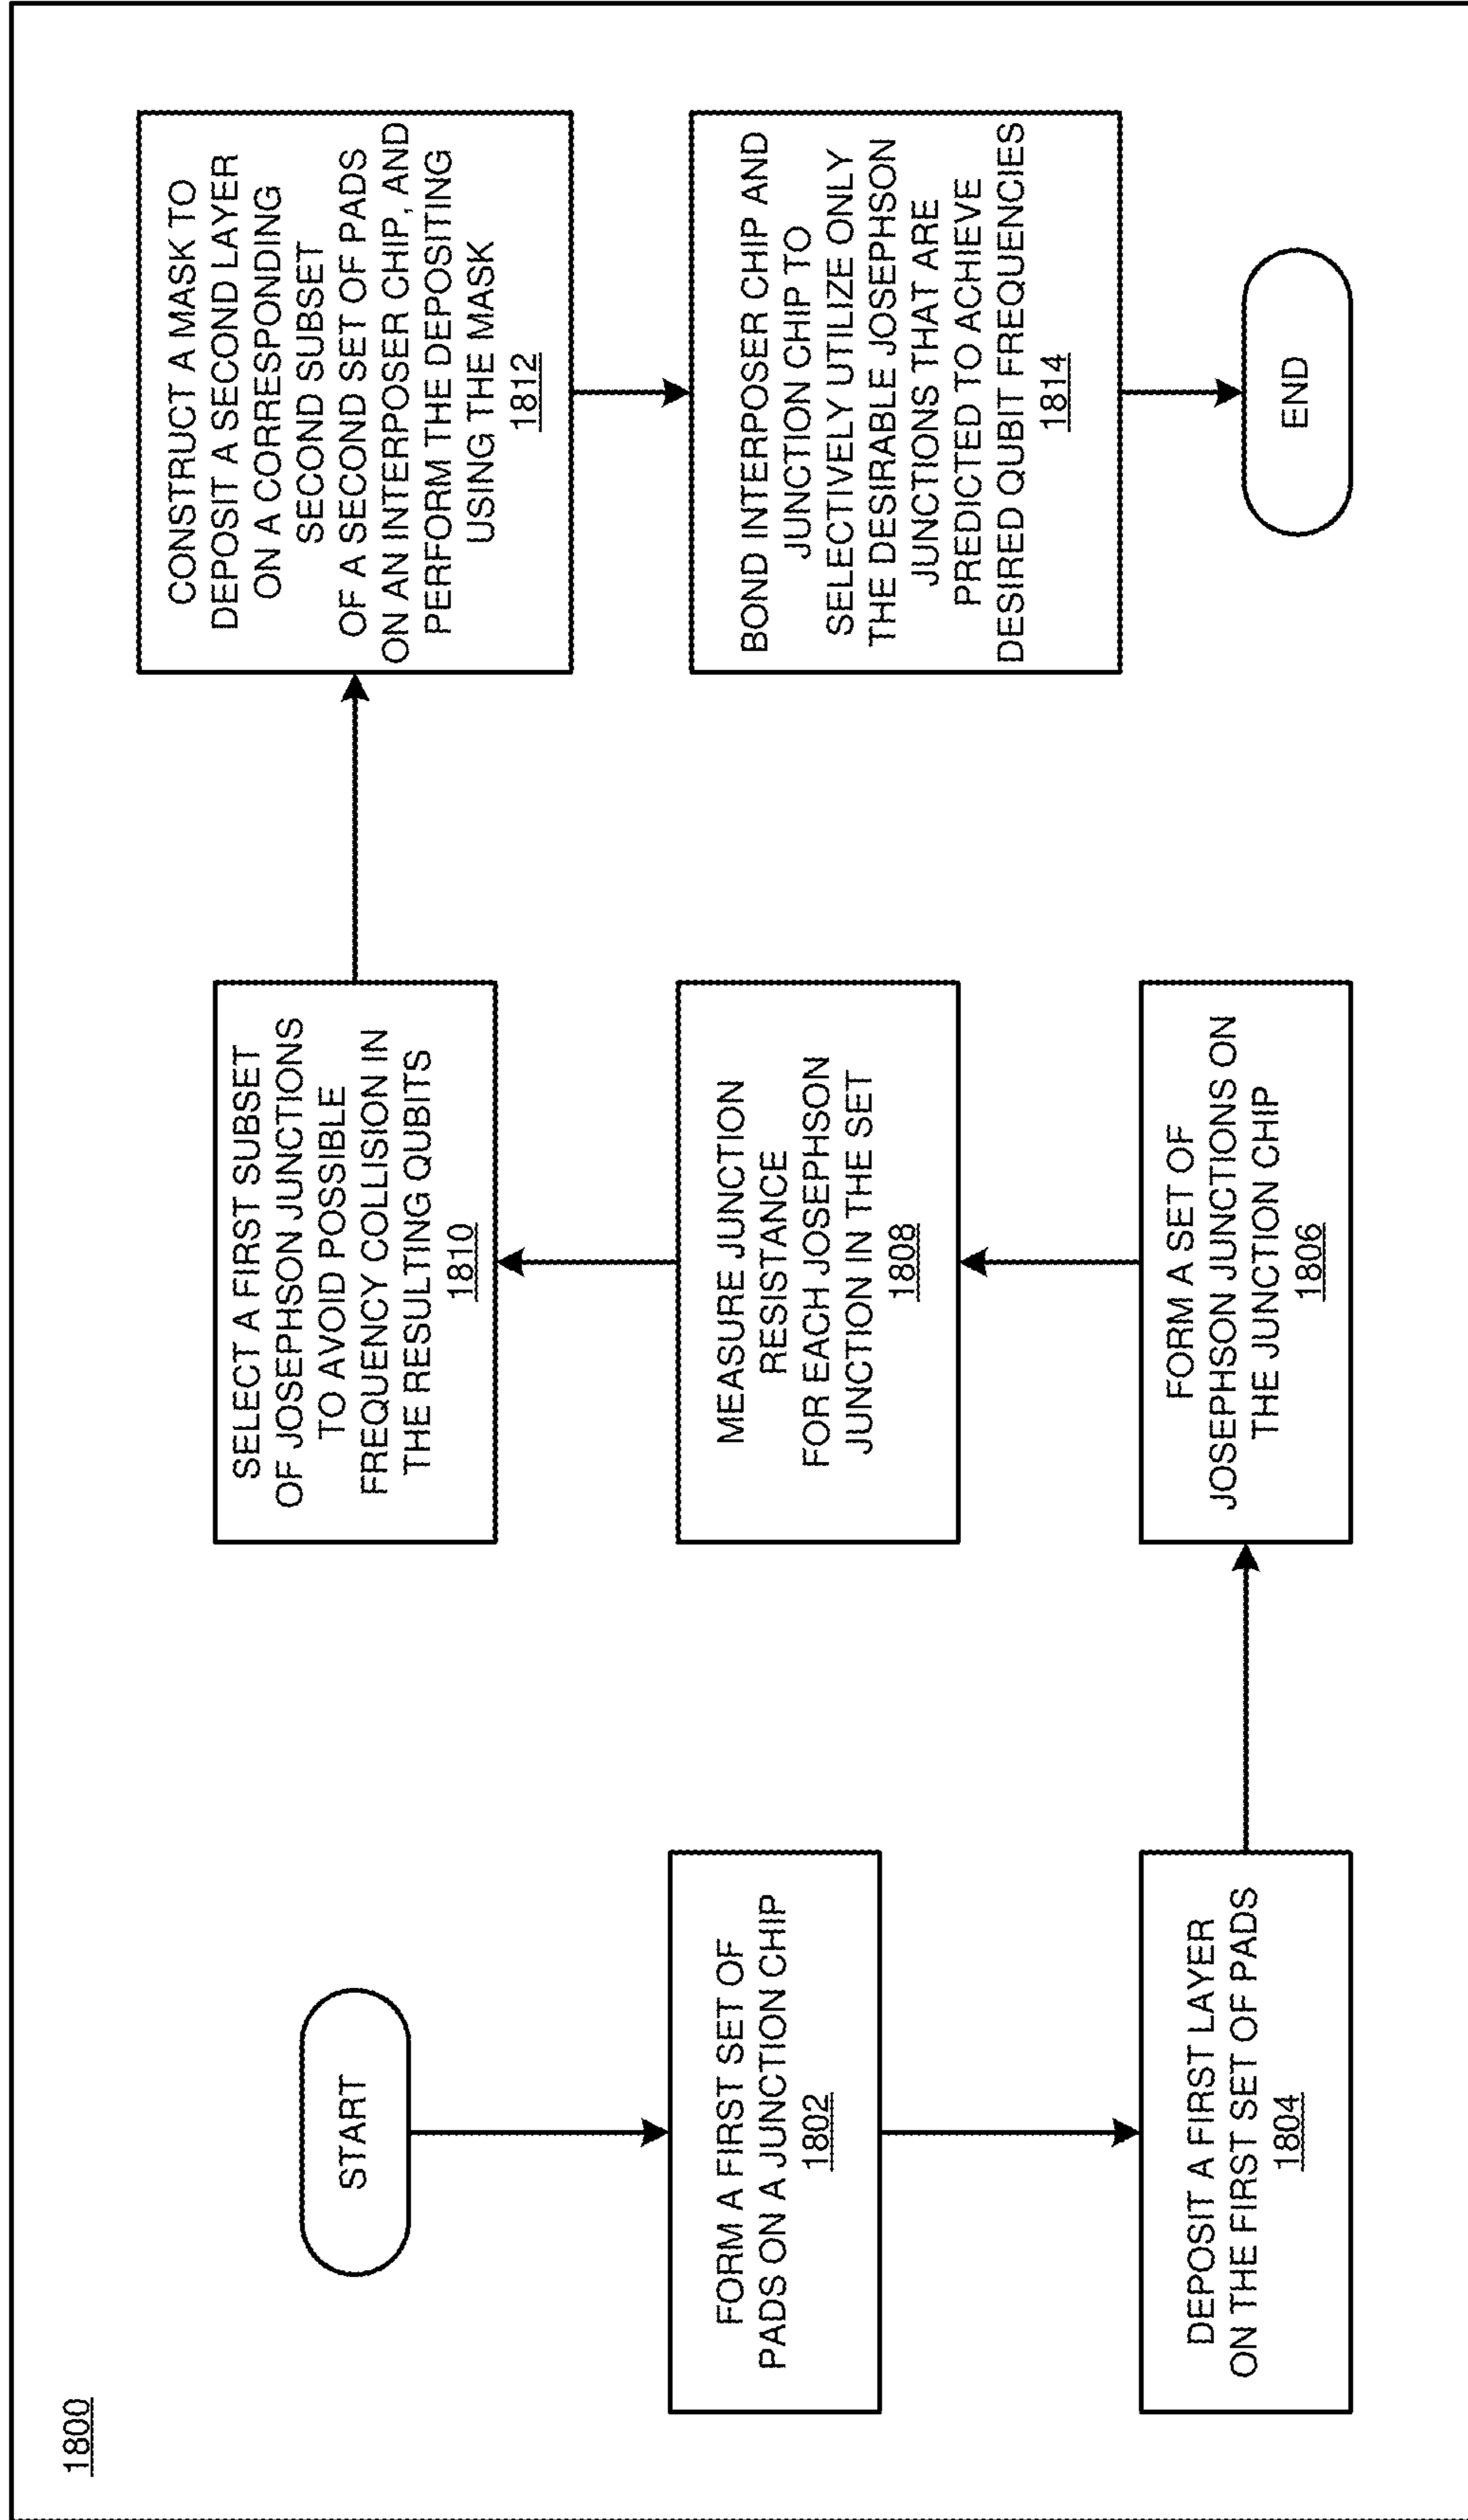 1800
START
FORM A FIRST SET OF
PADS ON A JUNCTION CHIP
1802
DEPOSIT A FIRST LAYER
ON THE FIRST SET OF PADS
1804
FORM A SET OF
JOSEPHSON JUNCTIONS ON
THE JUNCTION CHIP
1806
MEASURE JUNCTION
RESISTANCE
FOR EACH JOSEPHSON
JUNCTION IN THE SET
1808
SELECT A FIRST SUBSET
OF JOSEPHSON JUNCTIONS
TO AVOID POSSIBLE
FREQUENCY COLLISION IN
THE RESULTING QUBITS
1810
CONSTRUCT A MASK TO
DEPOSIT A SECOND LAYER
ON A CORRESPONDING
SECOND SUBSET
OF A SECOND SET OF PADS
ON AN INTERPOSER CHIP, AND
PERFORM THE DEPOSITING
USING THE MASK
1812
BOND INTERPOSER CHIP AND
JUNCTION CHIP TO
SELECTIVELY UTILIZE ONLY
THE DESIRABLE JOSEPHSON
JUNCTIONS THAT ARE
PREDICTED TO ACHIEVE
DESIRED QUBIT FREQUENCIES
1814
END